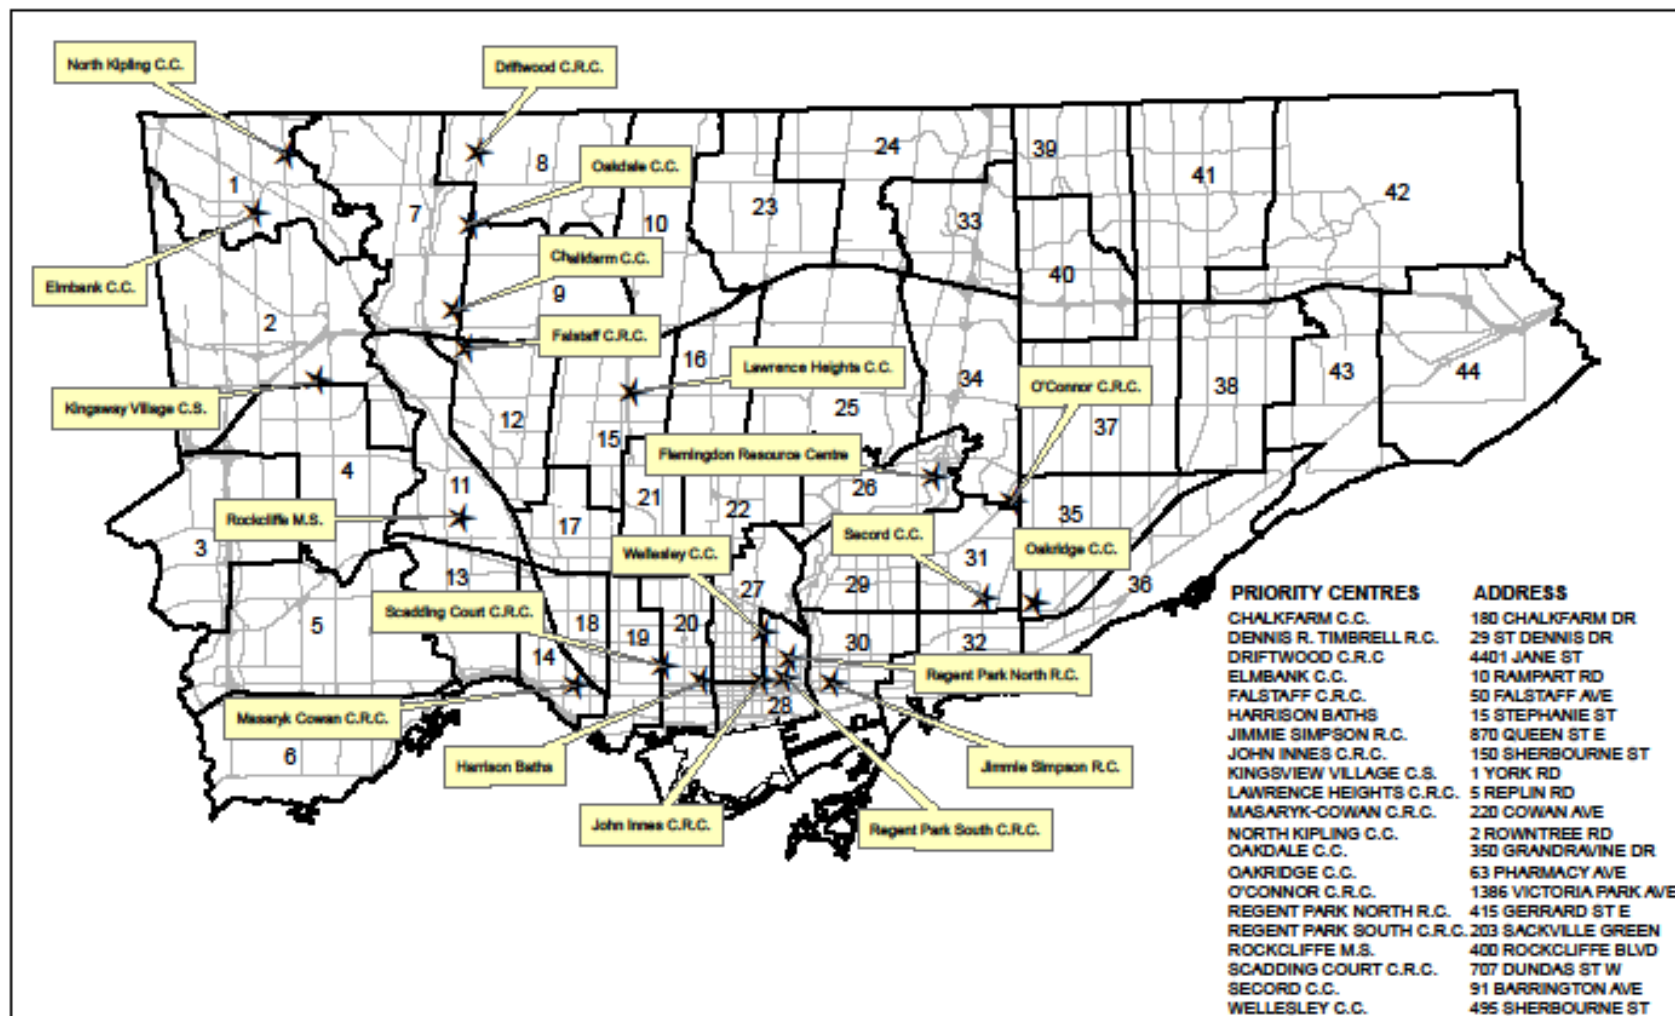 North Kipling C.C.
Driftwood C.R.C.
Oakdale C.C.
Elmbank C.C.
Chalkfarm C.C.
Falstaff C.R.C.
Lawrence Heights C.C.
O'Connor C.R.C.
Kingsway Village C.S.
Flemingdon Resource Centre
Rockcliffe M.S.
Secord C.C.
Oakridge C.C.
Wellesley C.C.
Scadding Court C.R.C.
Regent Park North R.C.
Masaryk Cowan C.R.C.
Harrison Baths
Jimmie Simpson R.C.
John Innes C.R.C.
Regent Park South C.R.C.
1
2
3
4
5
6
7
8
9
10
11
12
13
14
15
16
17
18
19
20
21
22
23
24
25
26
27
28
29
30
31
32
33
34
35
36
37
38
39
40
41
42
43
44
PRIORITY CENTRES ADDRESS
CHALKFARM C.C. 180 CHALKFARM DR
DENNIS R. TIMBRELL R.C. 29 ST DENNIS DR
DRIFTWOOD C.R.C 4401 JANE ST
ELMBANK C.C. 10 RAMPART RD
FALSTAFF C.R.C. 50 FALSTAFF AVE
HARRISON BATHS 15 STEPHANIE ST
JIMMIE SIMPSON R.C. 870 QUEEN ST E
JOHN INNES C.R.C. 150 SHERBOURNE ST
KINGSVIEW VILLAGE C.S. 1 YORK RD
LAWRENCE HEIGHTS C.R.C. 5 REPLIN RD
MASARYK-COWAN C.R.C. 220 COWAN AVE
NORTH KIPLING C.C. 2 ROWNTREE RD
OAKDALE C.C. 350 GRANDRAVINE DR
OAKRIDGE C.C. 63 PHARMACY AVE
O'CONNOR C.R.C. 1386 VICTORIA PARK AVE
REGENT PARK NORTH R.C. 415 GERRARD ST E
REGENT PARK SOUTH C.R.C. 203 SACKVILLE GREEN
ROCKCLIFFE M.S. 400 ROCKCLIFFE BLVD
SCADDING COURT C.R.C. 707 DUNDAS ST W
SECORD C.C. 91 BARRINGTON AVE
WELLESLEY C.C. 495 SHERBOURNE ST